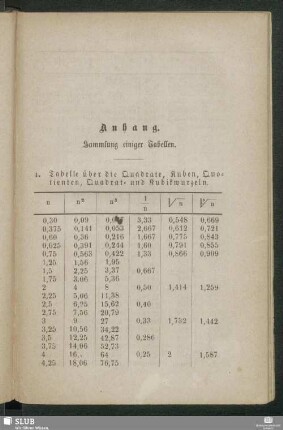 Anhang.
Sammlung einiger Tabellen.
1. Tabelle über die Quadrate, Kuben, Quo-
tienten, Quadrat- und Kubikwurzeln.
n n² n³ 1/n √n ∛n
0,30 0,09 3,33 0,548 0,669
0,375 0,141 0,053 2,667 0,612 0,721
0,60 0,36 0,216 1,667 0,775 0,843
0,625 0,391 0,244 1,60 0,791 0,855
0,75 0,563 0,422 1,33 0,866 0,909
1,25 1,56 1,95
1,5 2,25 3,37 0,667
1,75 3,06 5,36
2 4 8 0,50 1,414 1,259
2,25 5,06 11,38
2,5 6,25 15,62 0,40
2,75 7,56 20,79
3 9 27 0,33 1,732 1,442
3,25 10,56 34,22
3,5 12,25 42,87 0,286
3,75 14,06 52,73
4 16 64 0,25 2 1,587
4,25 18,06 76,75
SLUB
Wir führen Wissen.